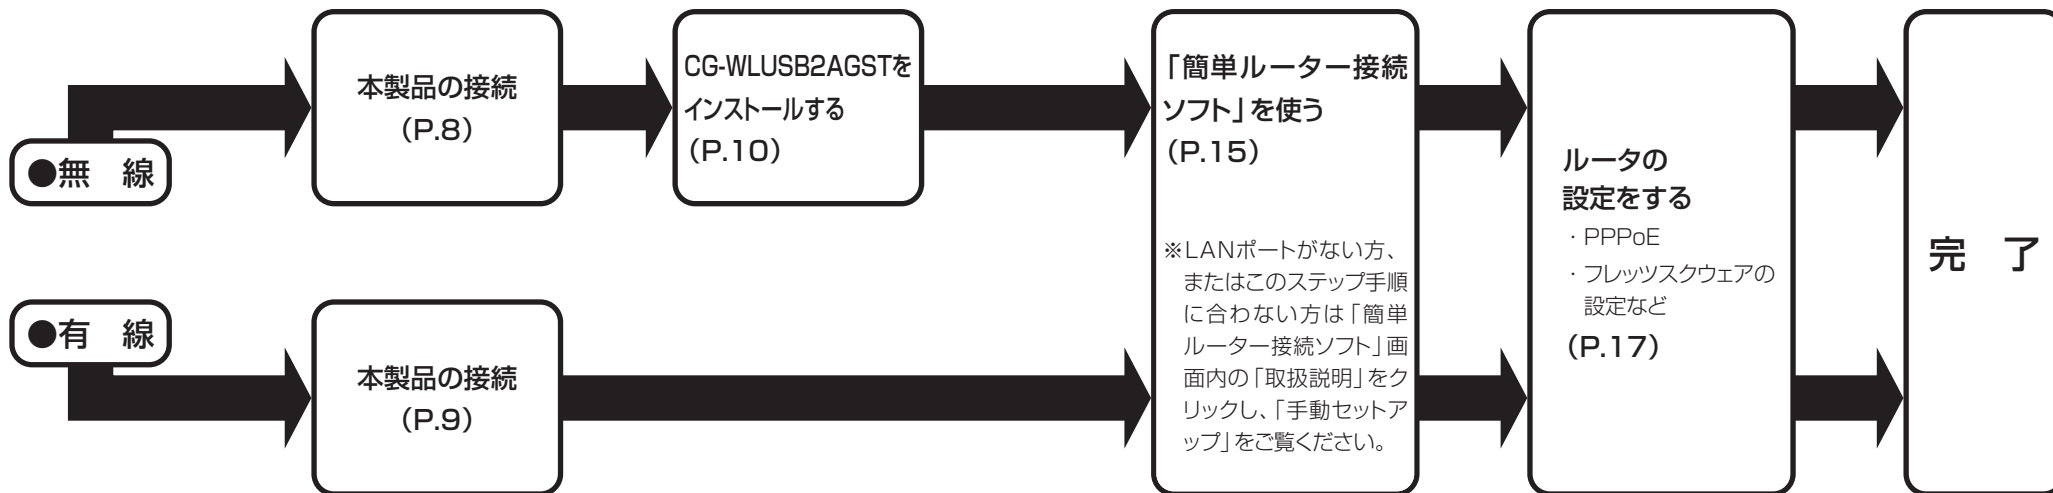 ●無　線
本製品の接続
（P.8）
CG-WLUSB2AGSTを
インストールする
（P.10）
●有　線
本製品の接続
（P.9）
「簡単ルーター接続
ソフト」を使う
（P.15）
※LANポートがない方、
またはこのステップ手順
に合わない方は「簡単
ルーター接続ソフト」画
面内の「取扱説明」をク
リックし、「手動セットア
ップ」をご覧ください。
ルータの
設定をする
・PPPoE
・フレッツスクウェアの
設定など
（P.17）
完　了